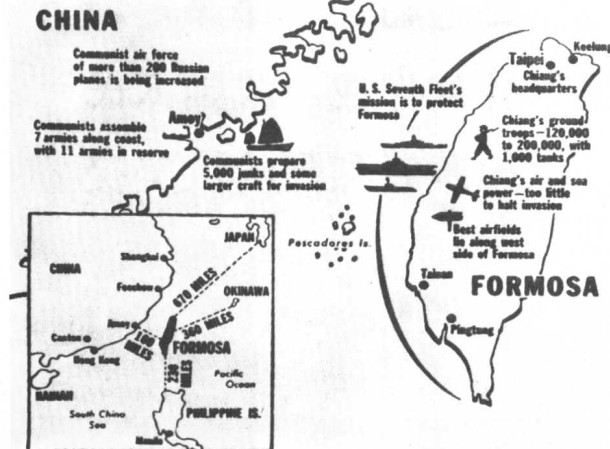 CHINA
Communist air force
of more than 200 Russian
planes is being increased
Communists assemble
7 armies along coast,
with 11 armies in reserve
Amoy
Communists prepare
5,000 junks and some
larger craft for invasion
U. S. Seventh Fleet's
mission is to protect
Formosa
Taipei
Keelung
Chiang's
headquarters
Chiang's ground
troops—120,000
to 200,000, with
1,000 tanks
Chiang's air and sea
power—too little
to halt invasion
Best airfields
lie along west
side of Formosa
Pescadores Is.
Tainan
FORMOSA
Pingtung
JAPAN
CHINA
Shanghai
670 MILES
Foochow
OKINAWA
360 MILES
Amoy
100
MILES
FORMOSA
Canton
Hong Kong
230
MILES
Pacific
Ocean
HAINAN
South China
Sea
PHILIPPINE IS.
Manila